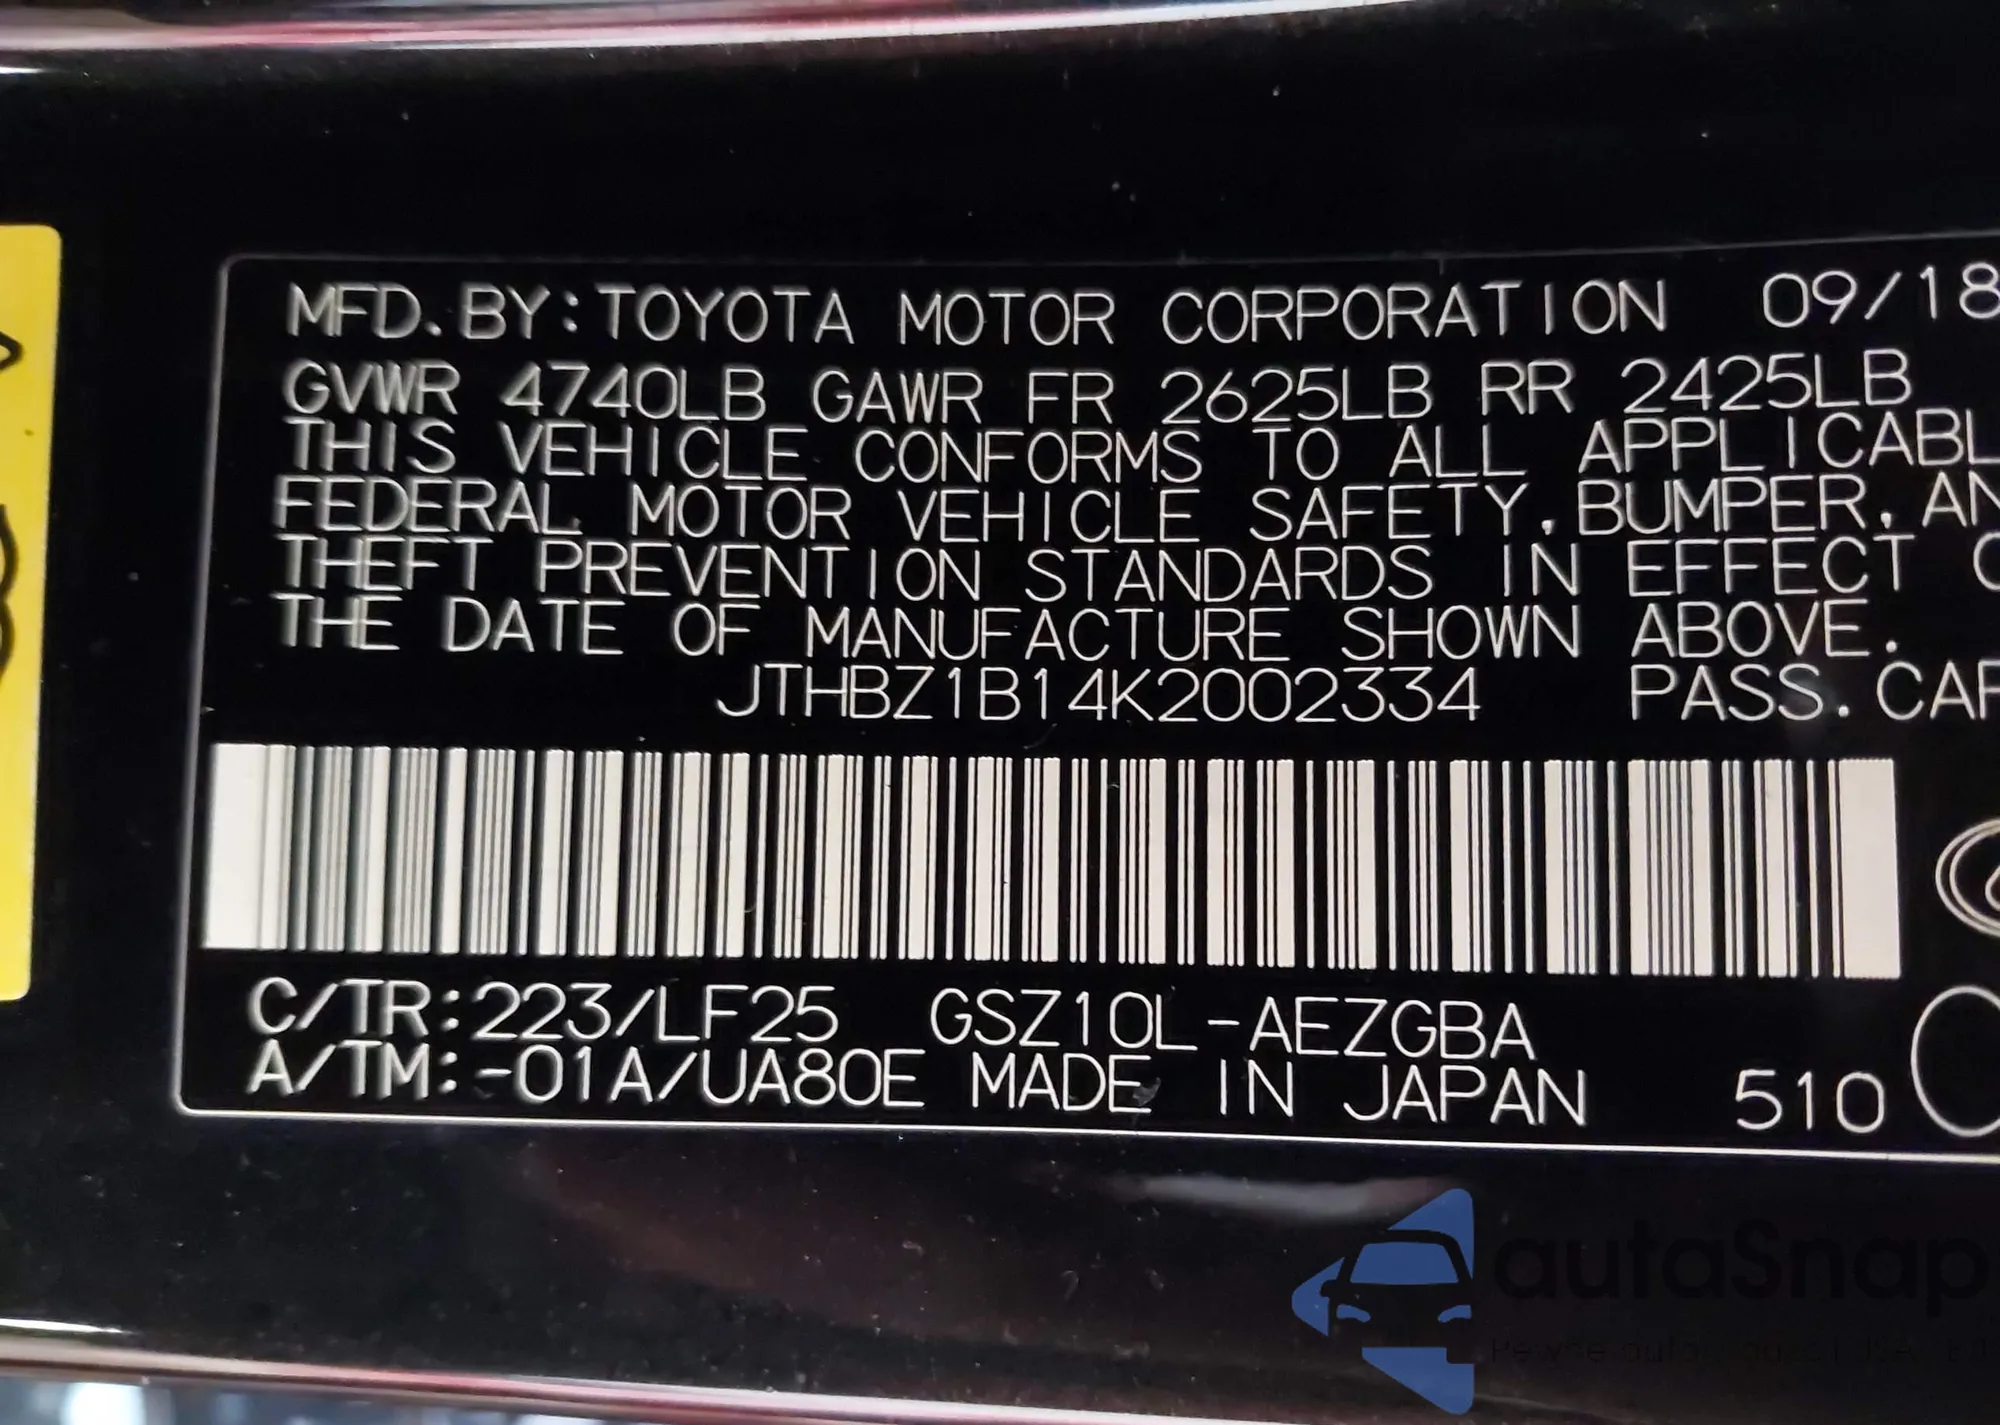 MFD. BY: TOYOTA MOTOR CORPORATION 09/18
GVWR 4740LB GAWR FR 2625LB RR 2425LB
THIS VEHICLE CONFORMS TO ALL APPLICABL
FEDERAL MOTOR VEHICLE SAFETY, BUMPER, AN
THEFT PREVENTION STANDARDS IN EFFECT O
THE DATE OF MANUFACTURE SHOWN ABOVE.
JTHBZ1B14K2002334 PASS. CAR
C/TR: 223/LF25 GSZ10L-AEZGBA
A/TM: -01A/UA80E MADE IN JAPAN 510
autaSnap